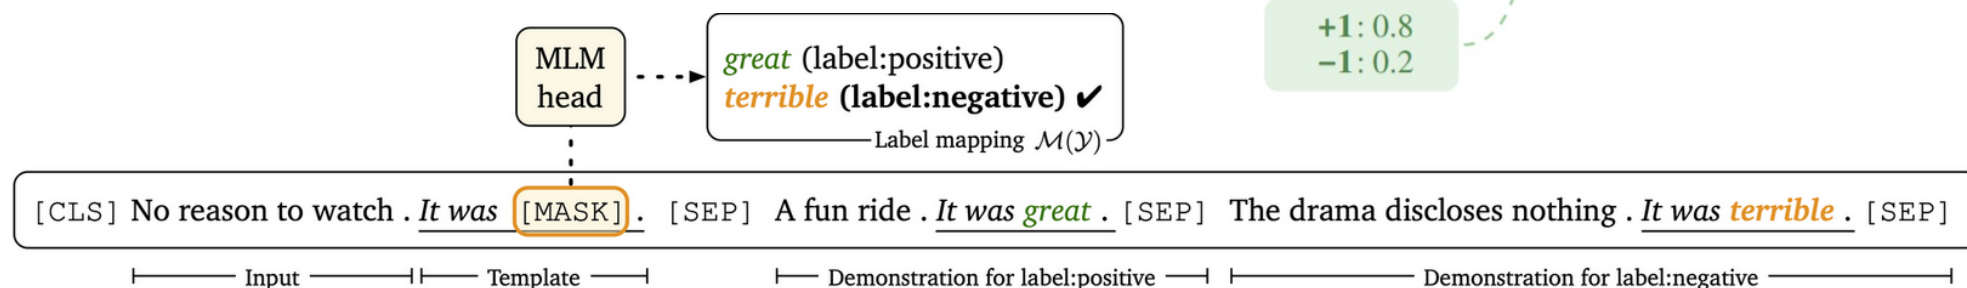 MLM
head
great (label:positive)
terrible (label:negative) ✔
Label mapping ℳ(𝒴)
+1: 0.8
−1: 0.2
[CLS] No reason to watch . It was [MASK] . [SEP] A fun ride . It was great . [SEP] The drama discloses nothing . It was terrible . [SEP]
Input Template Demonstration for label:positive Demonstration for label:negative